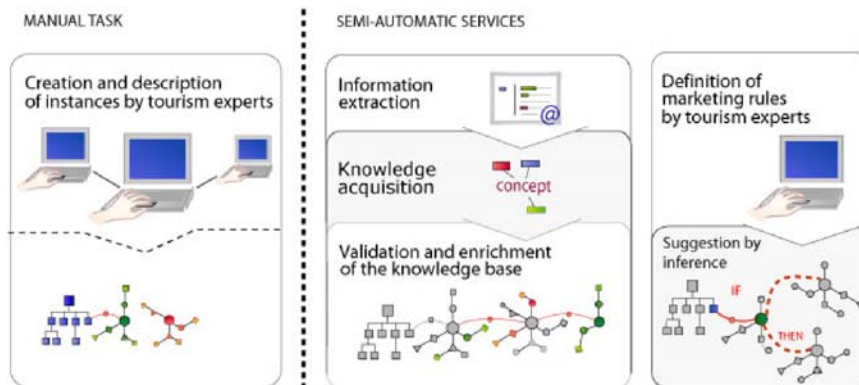 MANUAL TASK
SEMI-AUTOMATIC SERVICES
Creation and description
of instances by tourism experts
Information
extraction
@
Knowledge
acquisition
concept
Validation and enrichment
of the knowledge base
Definition of
marketing rules
by tourism experts
Suggestion by
inference
IF
THEN